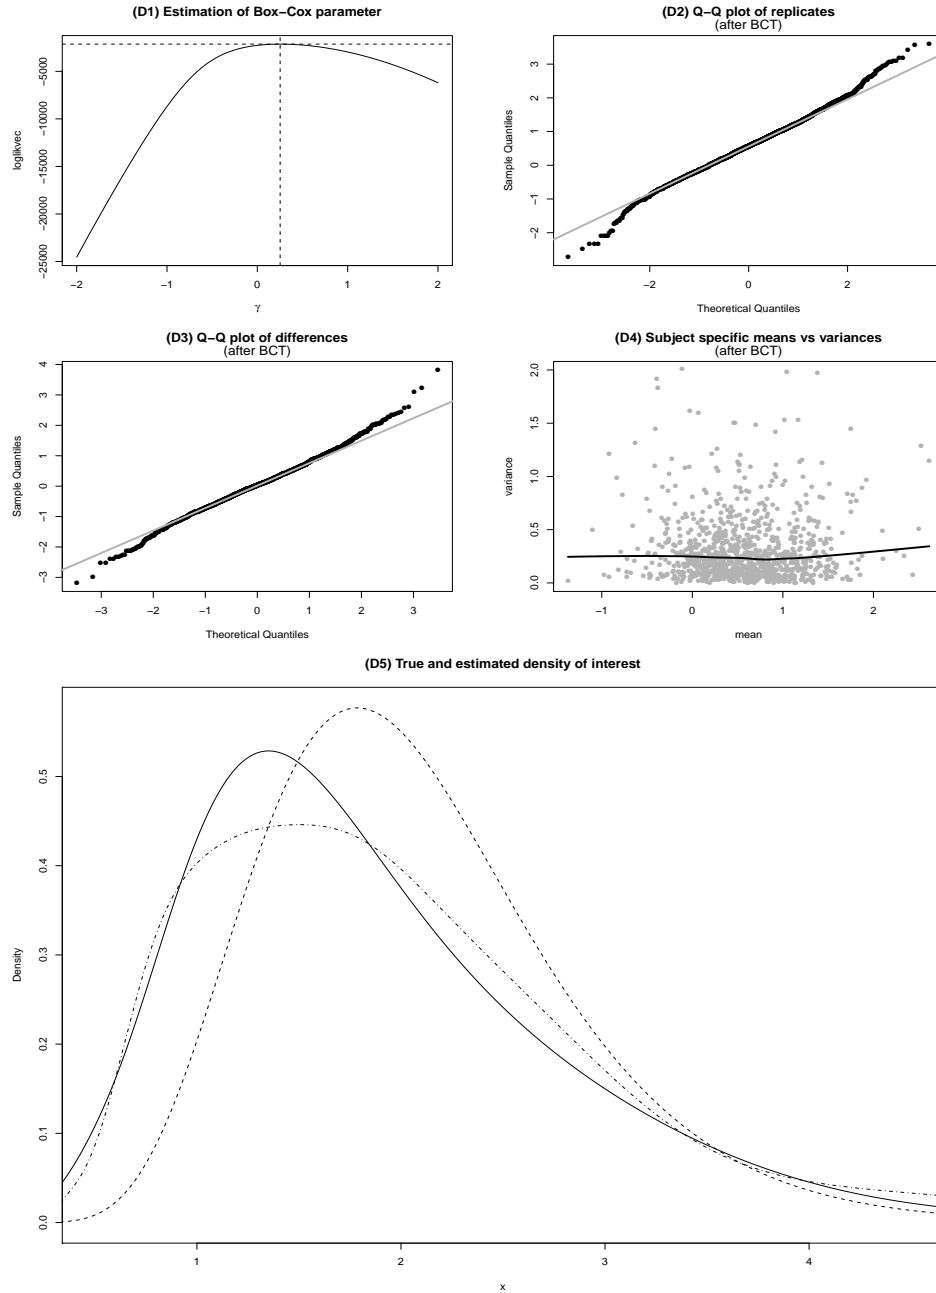 (D1) Estimation of Box−Cox parameter
loglikvec
−5000
−10000
−15000
−20000
−25000
−2 −1 0 1 2
γ
(D2) Q−Q plot of replicates
(after BCT)
Sample Quantiles
3
2
1
0
−1
−2
−2 0 2
Theoretical Quantiles
(D3) Q−Q plot of differences
(after BCT)
Sample Quantiles
4
3
2
1
0
−1
−2
−3
−3 −2 −1 0 1 2 3
Theoretical Quantiles
(D4) Subject specific means vs variances
(after BCT)
variance
2.0
1.5
1.0
0.5
0.0
−1 0 1 2
mean
(D5) True and estimated density of interest
Density
0.5
0.4
0.3
0.2
0.1
0.0
1 2 3 4
x